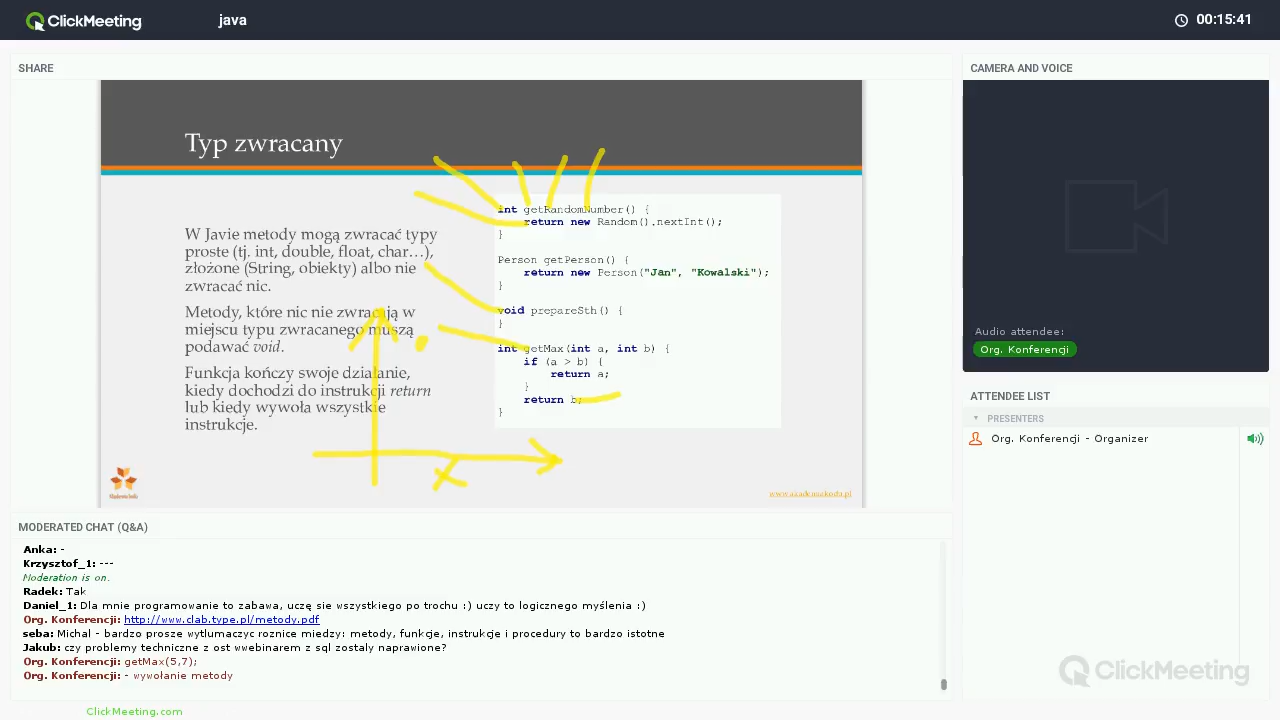 ClickMeeting
java
00:15:41
SHARE
Typ zwracany
W Javie metody mogą zwracać typy
proste (tj. int, double, float, char…),
złożone (String, obiekty) albo nie
zwracać nic.
Metody, które nic nie zwracają w
miejscu typu zwracanego muszą
podawać void.
Funkcja kończy swoje działanie,
kiedy dochodzi do instrukcji return
lub kiedy wywoła wszystkie
instrukcje.
int getRandomNumber() {
return new Random().nextInt();
}
Person getPerson() {
return new Person("Jan", "Kowalski");
}
void prepareSth() {
}
int getMax(int a, int b) {
if (a > b) {
return a;
}
return b;
}
www.akademiakodu.pl
CAMERA AND VOICE
Audio attendee:
Org. Konferencji
ATTENDEE LIST
PRESENTERS
Org. Konferencji - Organizer
MODERATED CHAT (Q&A)
Anka: -
Krzysztof_1: ---
Moderation is on.
Radek: Tak
Daniel_1: Dla mnie programowanie to zabawa, uczę sie wszystkiego po trochu :) uczy to logicznego myślenia :)
Org. Konferencji: http://www.clab.type.pl/metody.pdf
seba: Michal - bardzo prosze wytlumaczyc roznice miedzy: metody, funkcje, instrukcje i procedury to bardzo istotne
Jakub: czy problemy techniczne z ost wwebinarem z sql zostaly naprawione?
Org. Konferencji: getMax(5,7);
Org. Konferencji: - wywołanie metody
ClickMeeting
ClickMeeting.com